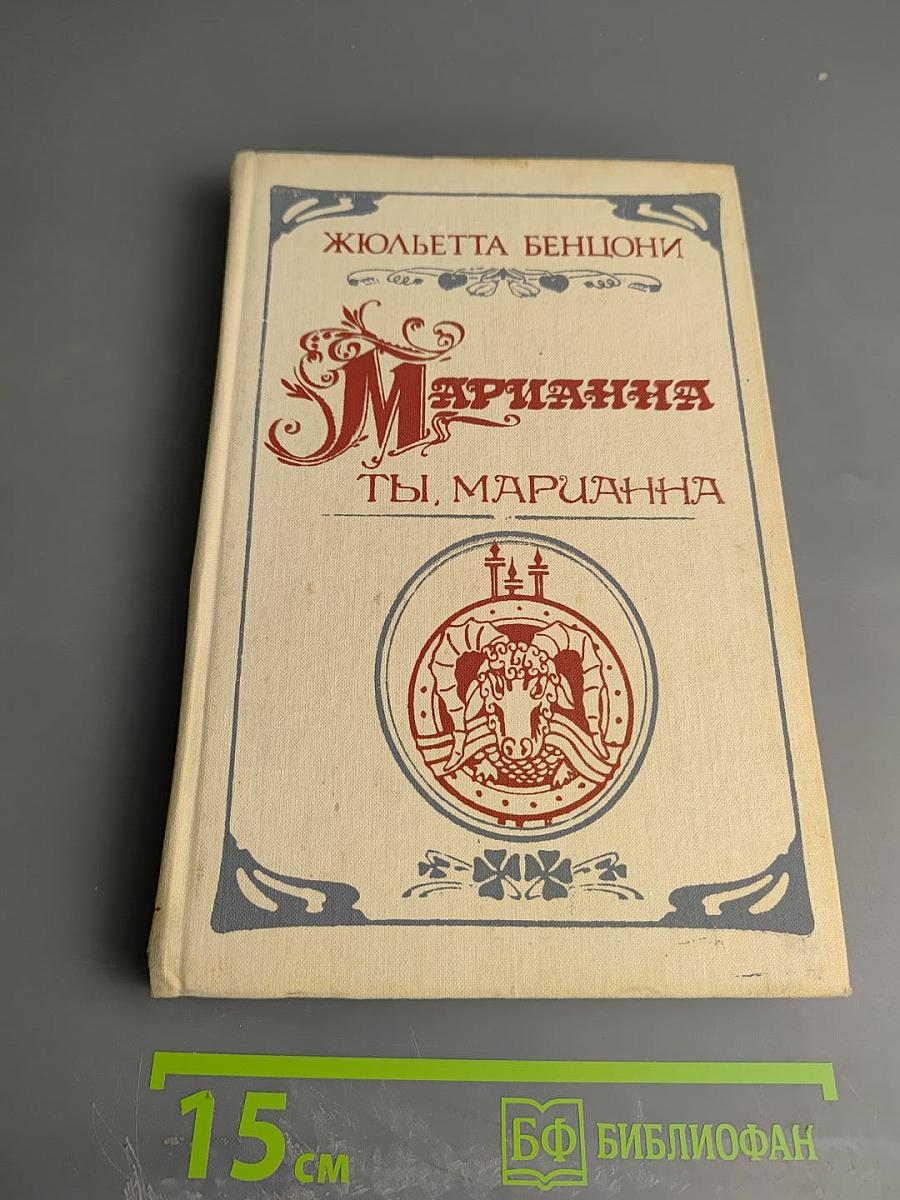 ЖЮЛЬЕТТА БЕНЦОНИ
МАРИАННА
ТЫ, МАРИАННА
15 см
БФ БИБЛИОФАН